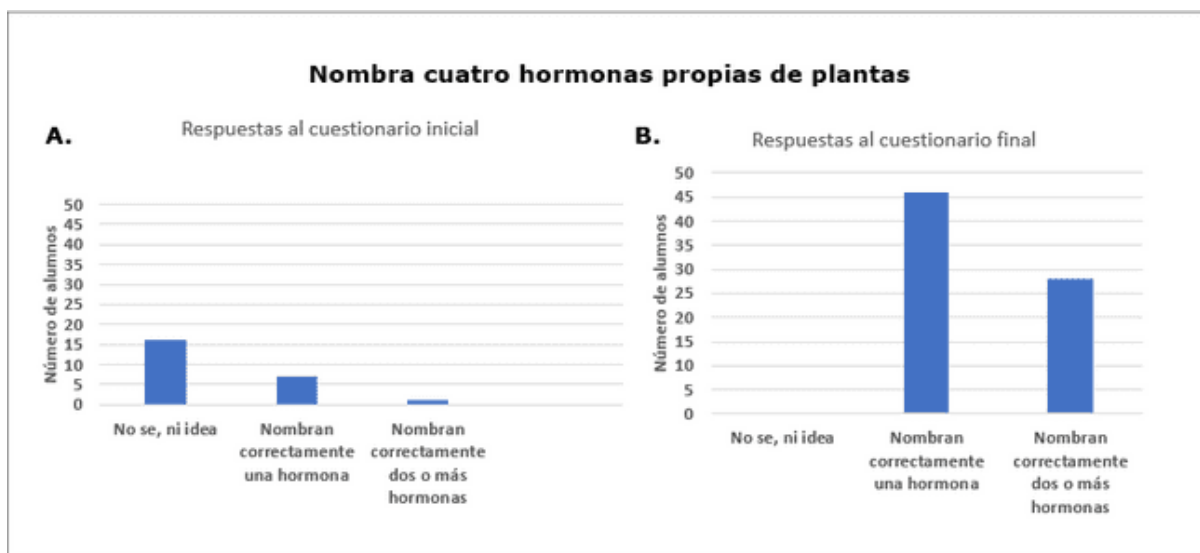 Nombra cuatro hormonas propias de plantas
A.
Respuestas al cuestionario inicial
Número de alumnos
50
45
40
35
30
25
20
15
10
5
0
No se, ni idea
Nombran
correctamente
una hormona
Nombran
correctamente
dos o más
hormonas
B.
Respuestas al cuestionario final
Número de alumnos
50
45
40
35
30
25
20
15
10
5
0
No se, ni idea
Nombran
correctamente
una hormona
Nombran
correctamente
dos o más
hormonas